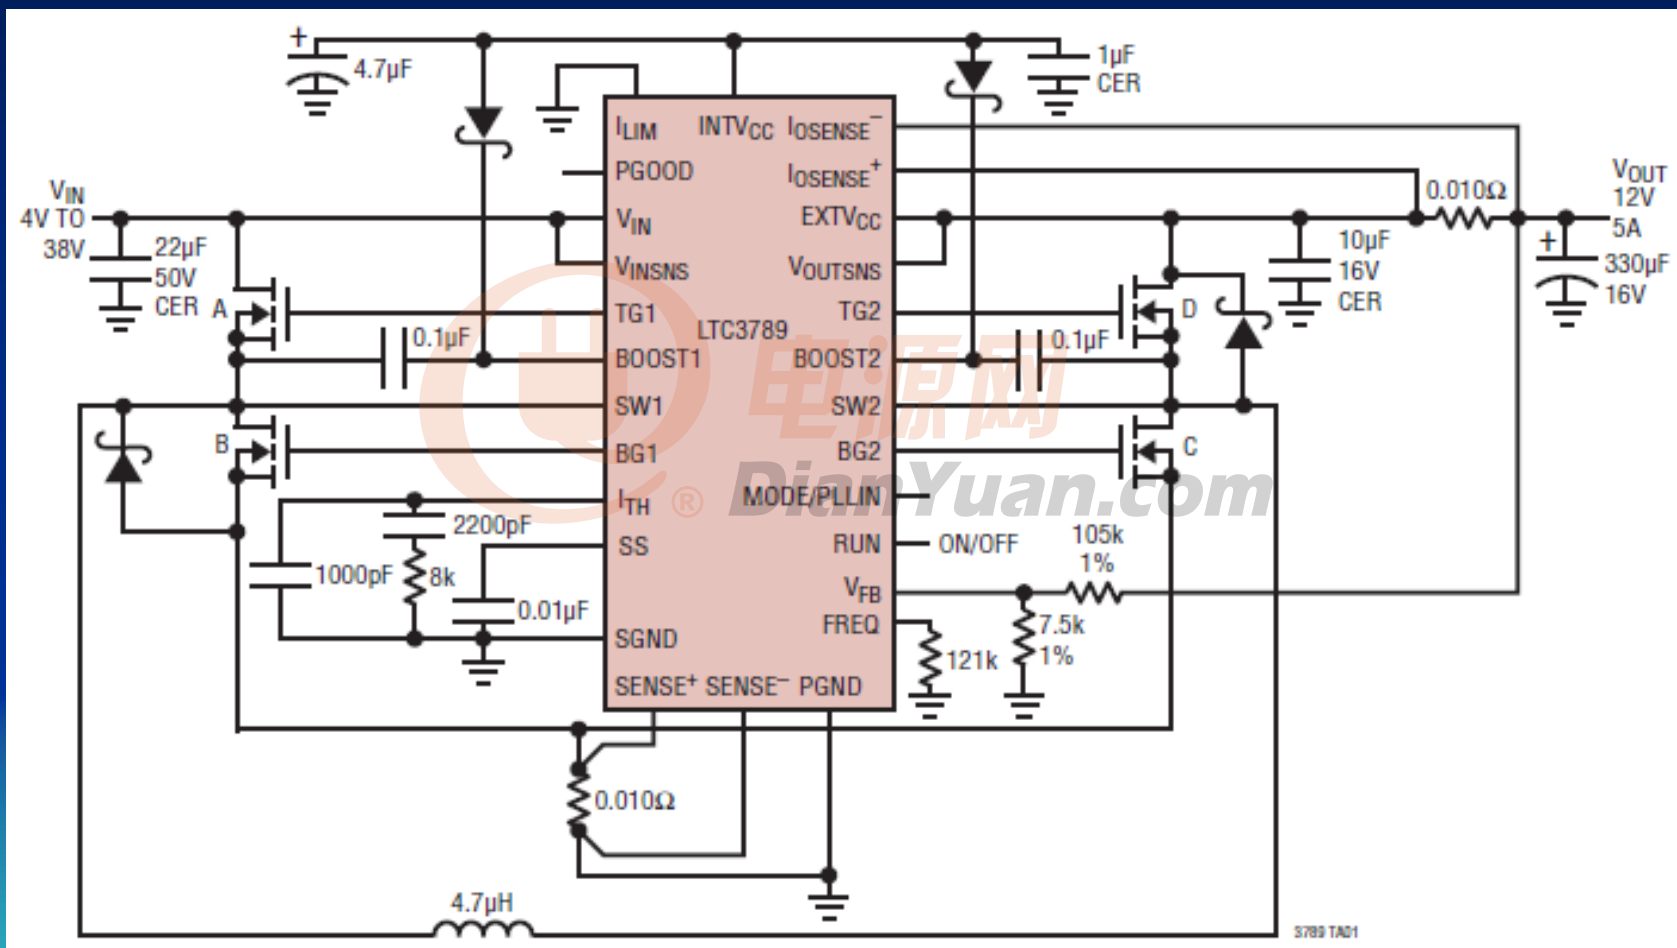 +
4.7µF
1µF
CER
ILIM
INTVCC
IOSENSE−
PGOOD
IOSENSE+
VIN
4V TO
38V
22µF
50V
CER
VIN
EXTVCC
0.010Ω
VOUT
12V
5A
VINSNS
VOUTSNS
10µF
16V
CER
+
330µF
16V
A
TG1
LTC3789
TG2
D
0.1µF
BOOST1
BOOST2
0.1µF
电源网
SW1
SW2
B
BG1
BG2
C
®
DianYuan.com
ITH
MODE/PLLIN
2200pF
SS
RUN
ON/OFF
105k
1%
1000pF
8k
0.01µF
VFB
FREQ
7.5k
1%
SGND
121k
SENSE+
SENSE−
PGND
0.010Ω
4.7µH
3789 TA01